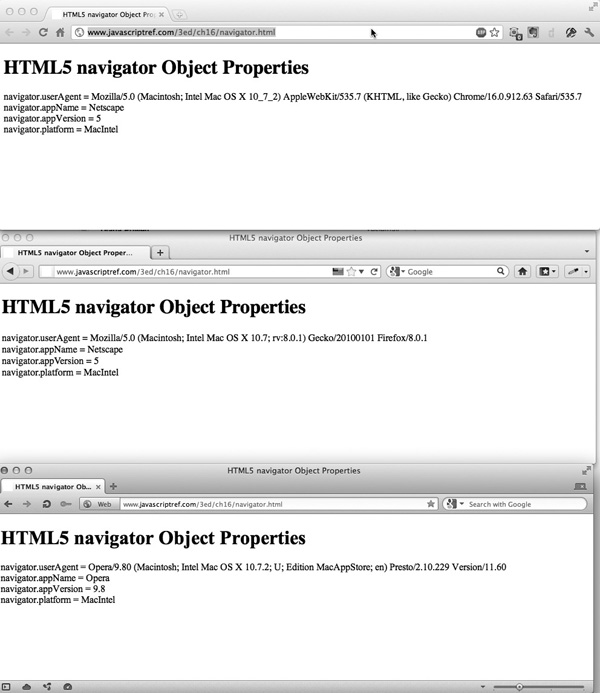 HTML5 navigator Object Prop
www.javascriptref.com/3ed/ch16/navigator.html
HTML5 navigator Object Properties
navigator.userAgent = Mozilla/5.0 (Macintosh; Intel Mac OS X 10_7_2) AppleWebKit/535.7 (KHTML, like Gecko) Chrome/16.0.912.63 Safari/535.7
navigator.appName = Netscape
navigator.appVersion = 5
navigator.platform = MacIntel
HTML5 navigator Object Properties
HTML5 navigator Object Proper...
www.javascriptref.com/3ed/ch16/navigator.html
Google
HTML5 navigator Object Properties
navigator.userAgent = Mozilla/5.0 (Macintosh; Intel Mac OS X 10.7; rv:8.0.1) Gecko/20100101 Firefox/8.0.1
navigator.appName = Netscape
navigator.appVersion = 5
navigator.platform = MacIntel
HTML5 navigator Object Properties
HTML5 navigator Ob...
Web www.javascriptref.com/3ed/ch16/navigator.html Search with Google
HTML5 navigator Object Properties
navigator.userAgent = Opera/9.80 (Macintosh; Intel Mac OS X 10.7.2; U; Edition MacAppStore; en) Presto/2.10.229 Version/11.60
navigator.appName = Opera
navigator.appVersion = 9.8
navigator.platform = MacIntel